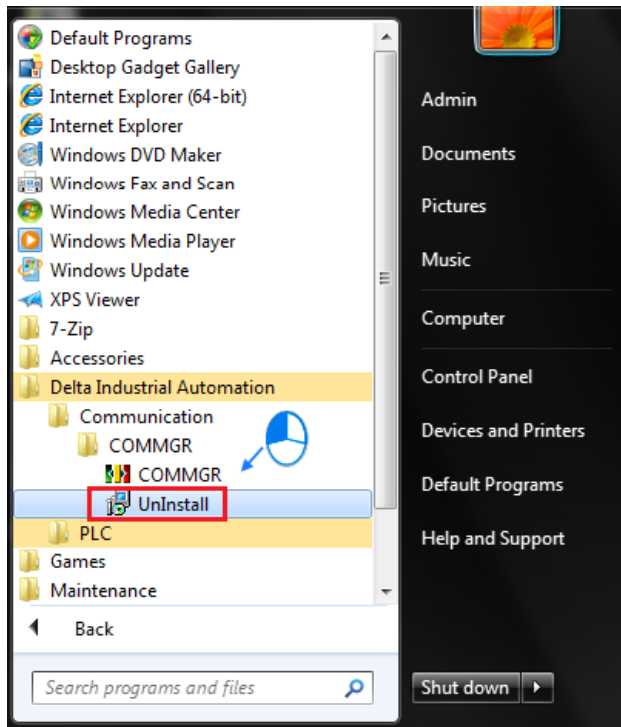 Default Programs
Desktop Gadget Gallery
Internet Explorer (64-bit)
Internet Explorer
Windows DVD Maker
Windows Fax and Scan
Windows Media Center
Windows Media Player
Windows Update
XPS Viewer
7-Zip
Accessories
Delta Industrial Automation
Communication
COMMGR
COMMGR
UnInstall
PLC
Games
Maintenance
Back
Search programs and files
Admin
Documents
Pictures
Music
Computer
Control Panel
Devices and Printers
Default Programs
Help and Support
Shut down